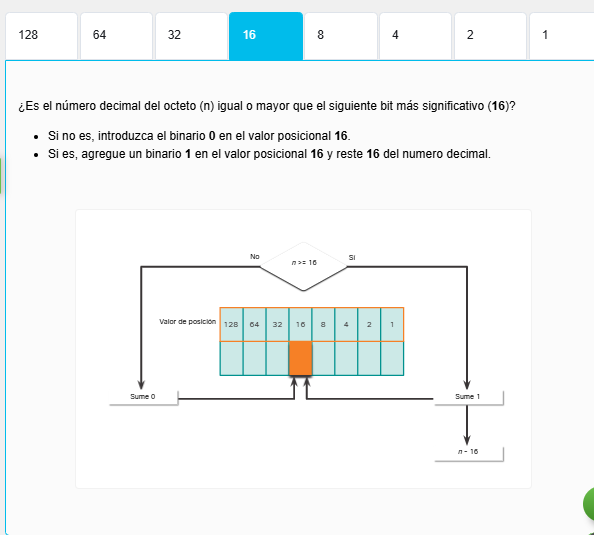 128 64 32 16 8 4 2 1
¿Es el número decimal del octeto (n) igual o mayor que el siguiente bit más significativo (16)?
Si no es, introduzca el binario 0 en el valor posicional 16.
Si es, agregue un binario 1 en el valor posicional 16 y reste 16 del numero decimal.
No n >= 16 Si
Valor de posición 128 64 32 16 8 4 2 1
Sume 0 Sume 1
n - 16